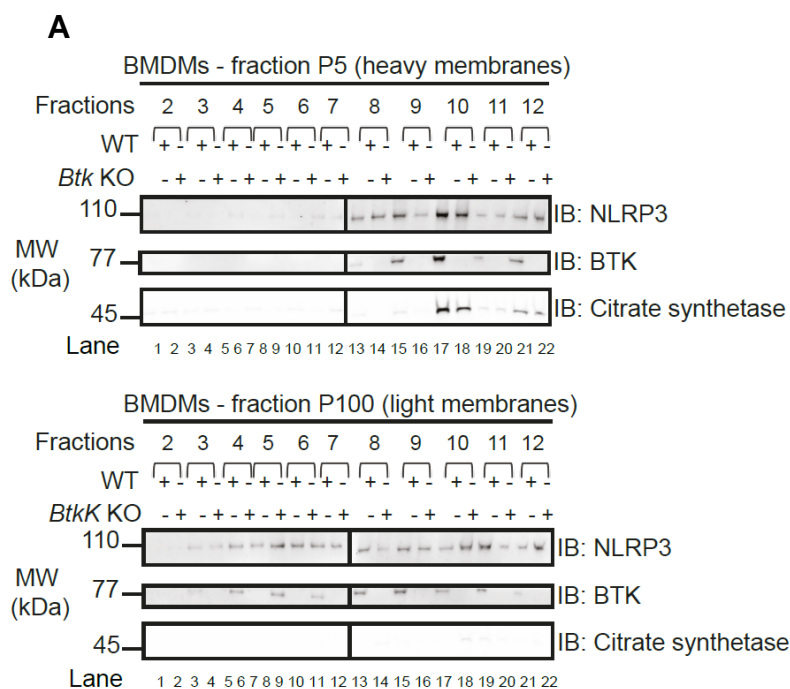 A
BMDMs - fraction P5 (heavy membranes)
Fractions 2 3 4 5 6 7 8 9 10 11 12
WT + - + - + - + - + - + - + - + - + - + - + -
Btk KO - + - + - + - + - + - + - + - + - + - + - +
110 IB: NLRP3
MW (kDa) 77 IB: BTK
45 IB: Citrate synthetase
Lane 1 2 3 4 5 6 7 8 9 10 11 12 13 14 15 16 17 18 19 20 21 22
BMDMs - fraction P100 (light membranes)
Fractions 2 3 4 5 6 7 8 9 10 11 12
WT + - + - + - + - + - + - + - + - + - + - + -
BtkK KO - + - + - + - + - + - + - + - + - + - + - +
110 IB: NLRP3
MW (kDa) 77 IB: BTK
45 IB: Citrate synthetase
Lane 1 2 3 4 5 6 7 8 9 10 11 12 13 14 15 16 17 18 19 20 21 22